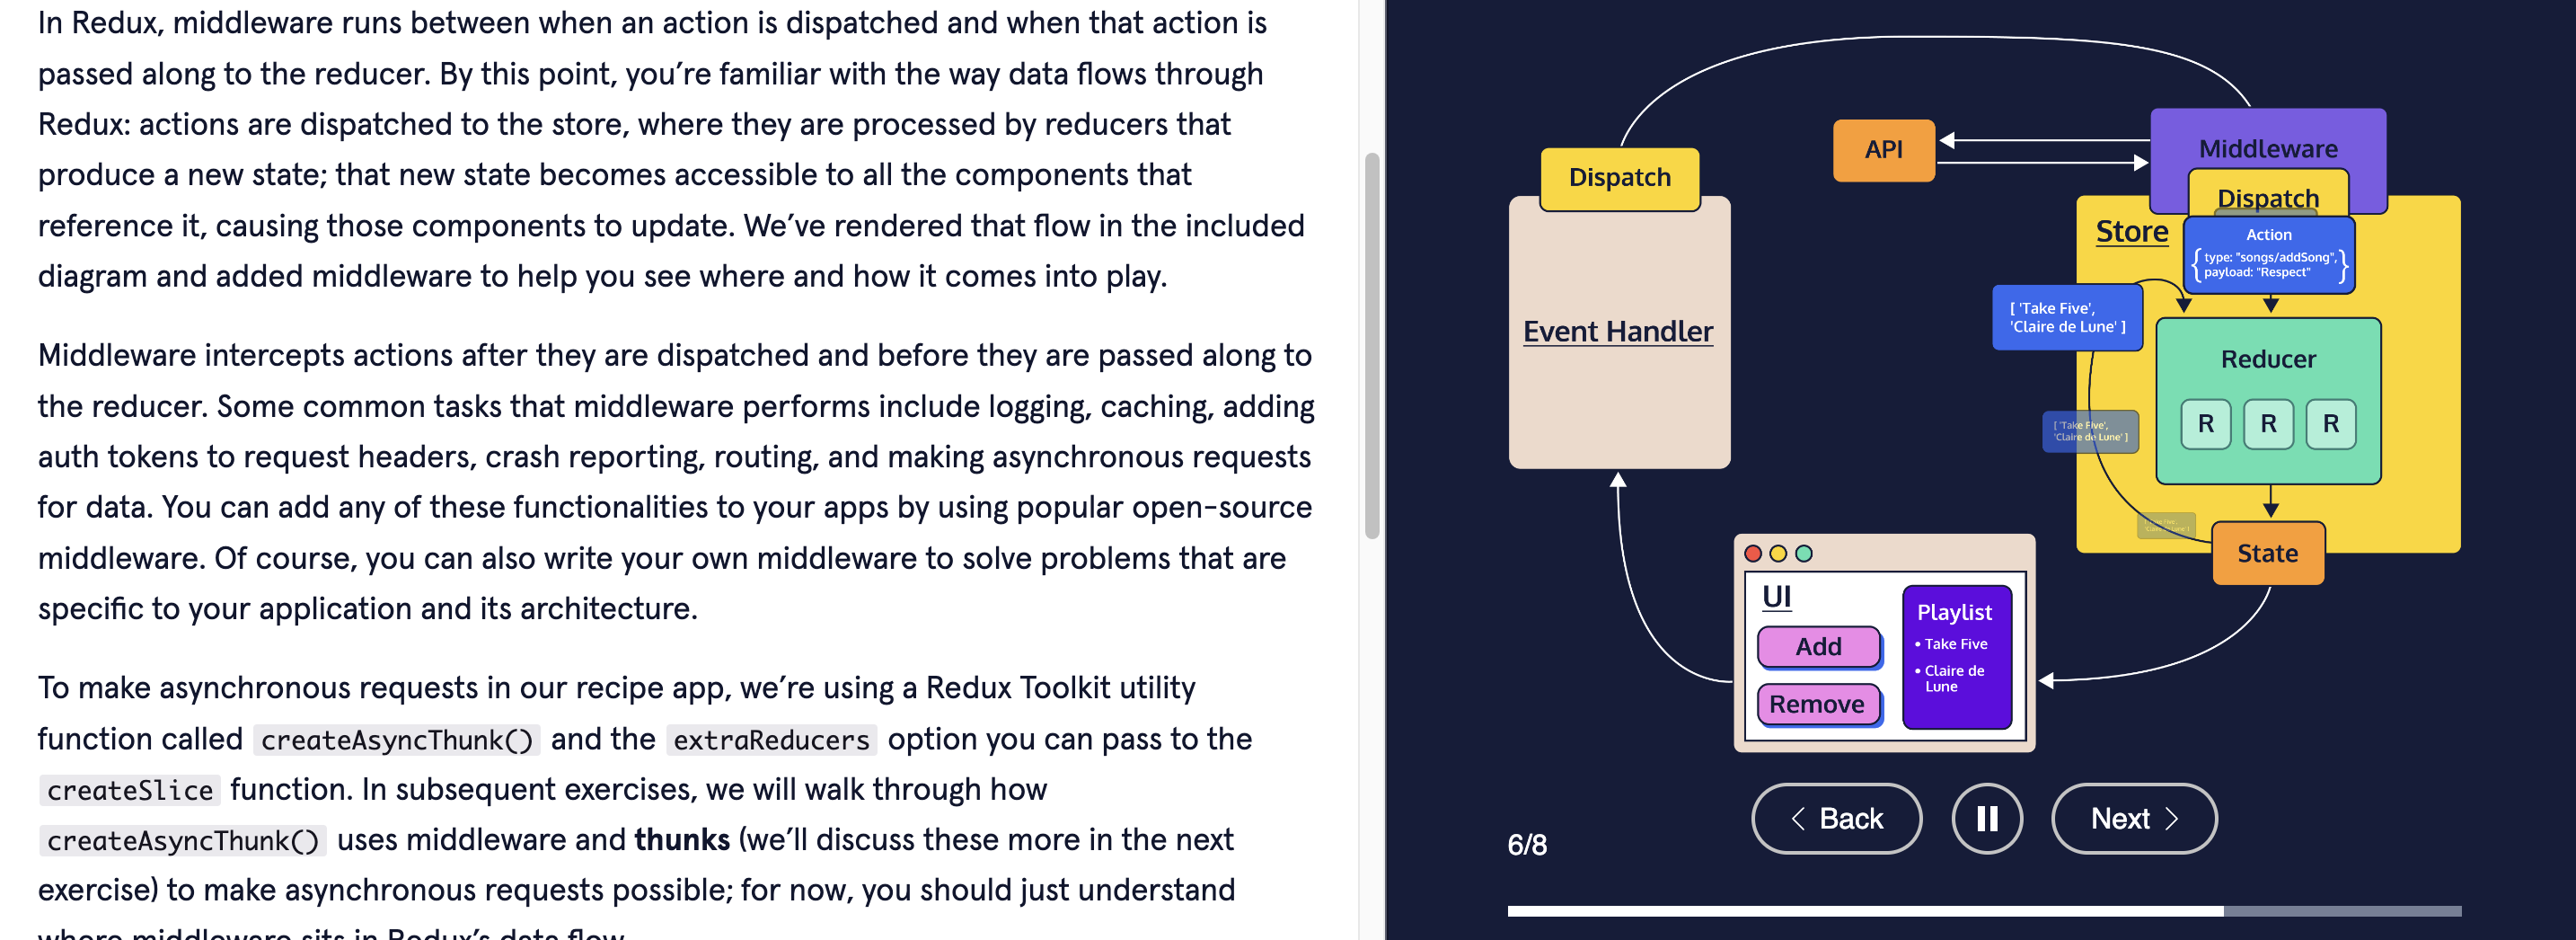 In Redux, middleware runs between when an action is dispatched and when that action is
passed along to the reducer. By this point, you’re familiar with the way data flows through
Redux: actions are dispatched to the store, where they are processed by reducers that
produce a new state; that new state becomes accessible to all the components that
reference it, causing those components to update. We’ve rendered that flow in the included
diagram and added middleware to help you see where and how it comes into play.
Middleware intercepts actions after they are dispatched and before they are passed along to
the reducer. Some common tasks that middleware performs include logging, caching, adding
auth tokens to request headers, crash reporting, routing, and making asynchronous requests
for data. You can add any of these functionalities to your apps by using popular open-source
middleware. Of course, you can also write your own middleware to solve problems that are
specific to your application and its architecture.
To make asynchronous requests in our recipe app, we’re using a Redux Toolkit utility
function called createAsyncThunk() and the extraReducers option you can pass to the
createSlice function. In subsequent exercises, we will walk through how
createAsyncThunk() uses middleware and thunks (we’ll discuss these more in the next
exercise) to make asynchronous requests possible; for now, you should just understand
where middleware sits in Redux’s data flow.
Dispatch
Event Handler
API
Middleware
Dispatch
Store
Action
{ type: "songs/addSong",
payload: "Respect" }
[ 'Take Five',
'Claire de Lune' ]
Reducer
R R R
[ 'Take Five',
'Claire de Lune' ]
State
UI
Add
Remove
Playlist
• Take Five
• Claire de
Lune
6/8
< Back
Next >